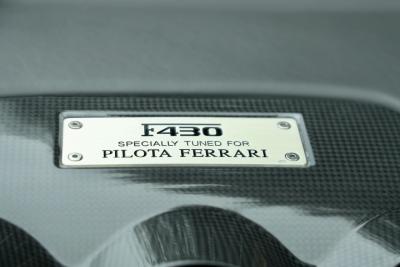 F430
SPECIALLY TUNED FOR
PILOTA FERRARI